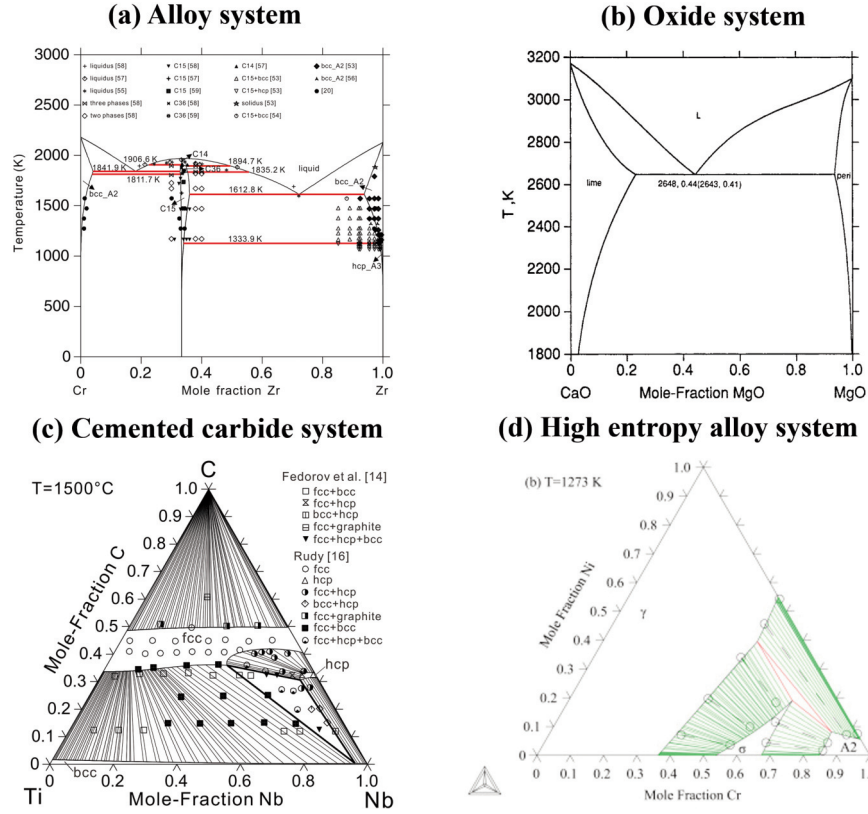 (a) Alloy system
3000
2500
2000
1500
1000
500
0
Temperature (K)
liquidus [58]
liquidus [57]
liquidus [55]
three phases [58]
two phases [58]
C15 [58]
C15 [57]
C15 [59]
C36 [58]
C36 [59]
C14 [57]
C15+bcc [53]
C15+hcp [53]
solidus [53]
C15+bcc [54]
bcc_A2 [53]
bcc_A2 [56]
[20]
C14
1906.6 K
1894.7 K
1841.9 K
C36
1835.2 K
liquid
1811.7
bcc_A2
1612.8 K
bcc_A2
C15
1333.9 K
hcp_A3
0
0.2
0.4
0.6
0.8
1.0
Cr
Mole fraction Zr
Zr
(b) Oxide system
3200
3000
2800
2600
2400
2200
2000
1800
T ,K
L
lime
peri
2648, 0.44(2643, 0.41)
0
0.2
0.4
0.6
0.8
1.0
CaO
Mole-Fraction MgO
MgO
(c) Cemented carbide system
T=1500°C
C
1.0
0.9
0.8
0.7
0.6
0.5
0.4
0.3
0.2
0.1
0
Mole-Fraction C
Fedorov et al. [14]
fcc+bcc
fcc+hcp
bcc+hcp
fcc+graphite
fcc+hcp+bcc
Rudy [16]
fcc
hcp
fcc+hcp
bcc+hcp
fcc+graphite
fcc+bcc
fcc+hcp+bcc
fcc
hcp
bcc
0
0.1
0.2
0.3
0.4
0.5
0.6
0.7
0.8
0.9
1.0
Ti
Mole-Fraction Nb
Nb
(d) High entropy alloy system
(b) T=1273 K
1.0
0.9
0.8
0.7
0.6
0.5
0.4
0.3
0.2
0.1
0
Mole Fraction Ni
γ
σ
A2
0
0.1
0.2
0.3
0.4
0.5
0.6
0.7
0.8
0.9
1.0
Mole Fraction Cr